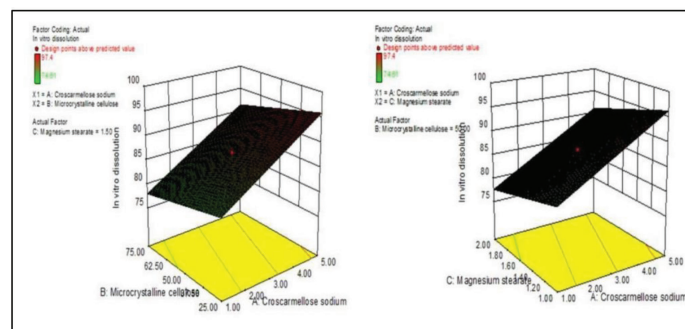 Factor Coding: Actual
In vitro dissolution
Design points above predicted value
97.4
X1 = A: Croscarmellose sodium
X2 = B: Microcrystalline cellulose
Actual Factor
C: Magnesium stearate = 1.50
100
95
90
85
80
75
In vitro dissolution
75.00
62.50
50.00
25.00
1.00
2.00
3.00
4.00
5.00
B: Microcrystalline cellulose
A: Croscarmellose sodium
Factor Coding: Actual
In vitro dissolution
Design points above predicted value
97.4
X1 = A: Croscarmellose sodium
X2 = C: Magnesium stearate
Actual Factor
B: Microcrystalline cellulose =
100
95
90
85
80
75
In vitro dissolution
2.00
1.80
1.60
1.40
1.20
1.00
1.00
2.00
3.00
4.00
5.00
C: Magnesium stearate
A: Croscarmellose sodium